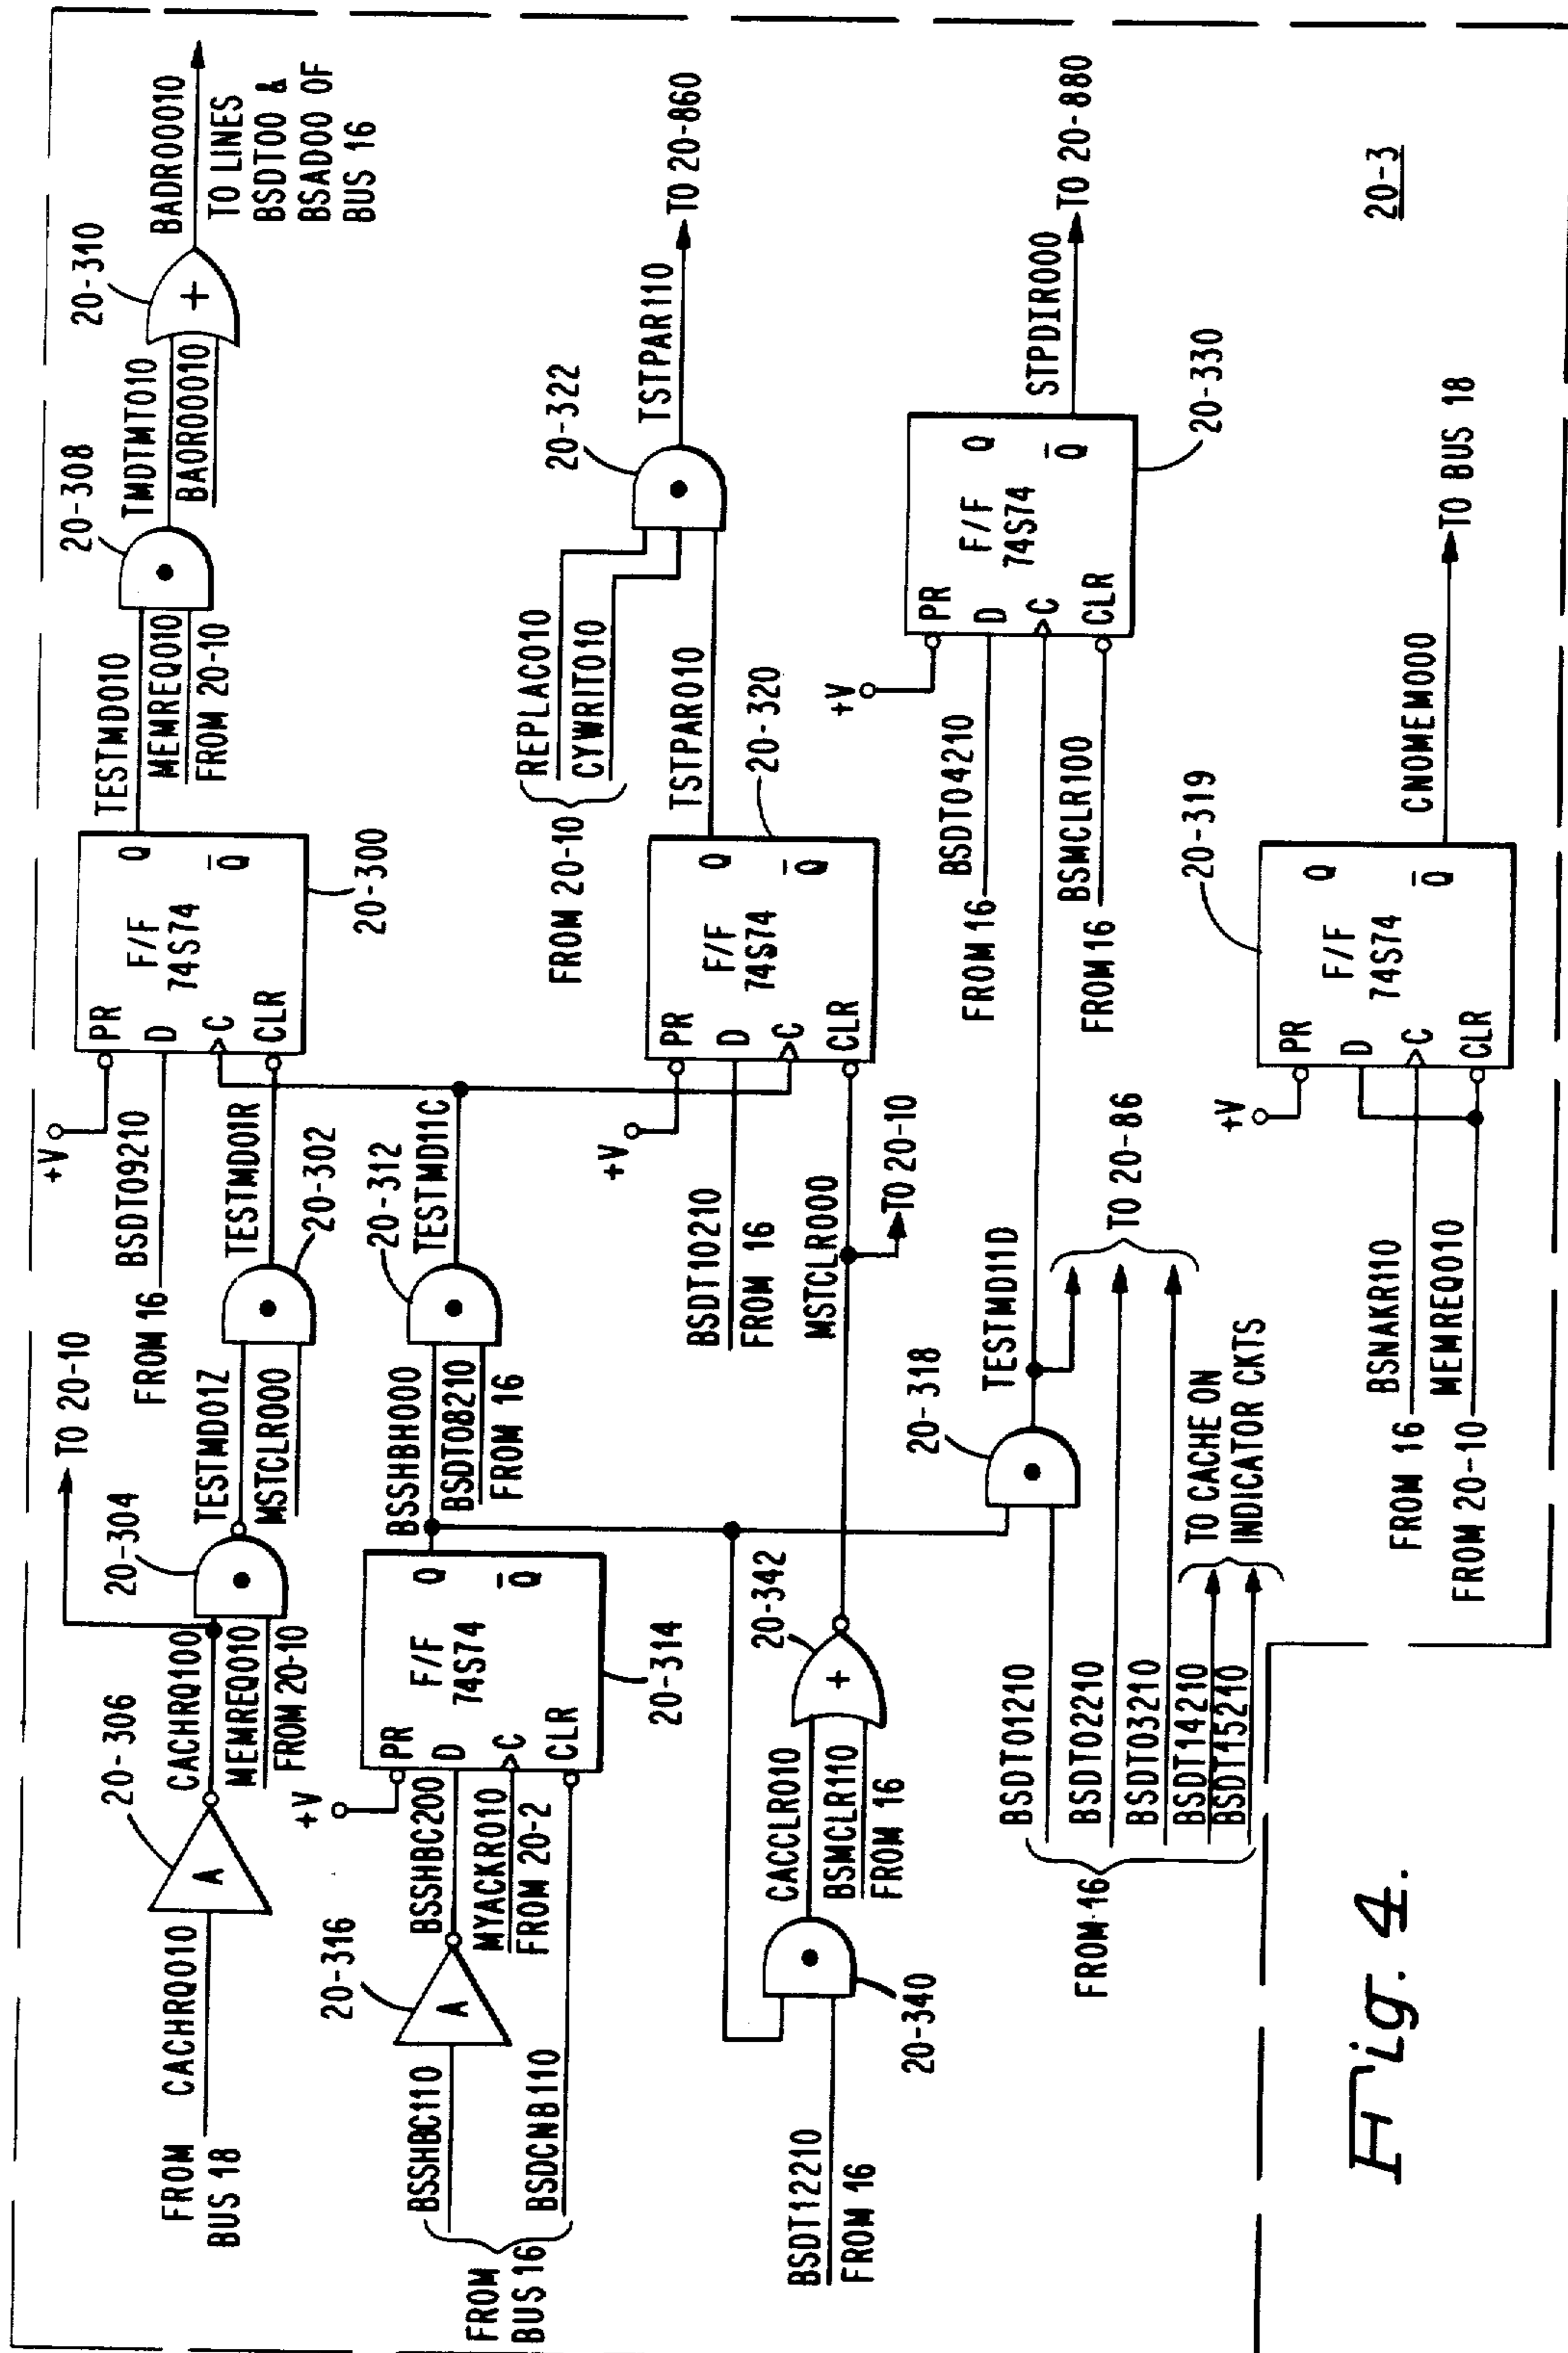 FROM
BUS 18
CACHRQ010
20-306
A
CACHRQ100
MEMREQ010
FROM 20-10
20-304
TO 20-10
TESTMD01Z
MSTCLR000
20-302
TESTMD01R
FROM 16
BSDT09210
+V
PR
D
C
CLR
F/F
74S74
Q
Q
20-300
TESTMD010
MEMREQ010
FROM 20-10
20-308
TMDTMT010
BAOR00010
20-310
+
BADR00010
TO LINES
BSDT00 &
BSAD00 OF
BUS 16
FROM
BUS 16
BSSHBC110
BSDCNB110
20-316
A
BSSHBC200
MYACKR010
FROM 20-2
+V
PR
D
C
CLR
F/F
74S74
Q
Q
20-314
BSSHBH000
BSDT08210
FROM 16
20-312
TESTMD11C
+V
BSDT10210
FROM 16
MSTCLR000
TO 20-10
PR
D
C
CLR
F/F
74S74
Q
Q
20-320
TSTPAR010
FROM 20-10
REPLAC010
CYWRIT010
20-322
TSTPAR110
TO 20-860
BSDT12210
FROM 16
20-340
CACCLR010
BSMCLR110
FROM 16
20-342
+
FROM 16
BSDT01210
BSDT02210
BSDT03210
BSDT14210
BSDT15210
TO CACHE ON
INDICATOR CKTS
20-318
TESTMD11D
TO 20-86
FROM 16
BSDT04210
FROM 16
BSMCLR100
+V
PR
D
C
CLR
F/F
74S74
Q
Q
20-330
STPDIR000
TO 20-880
FROM 16
BSNAKR110
MEMREQ010
FROM 20-10
+V
PR
D
C
CLR
F/F
74S74
Q
Q
20-319
CNOMEM000
TO BUS 18
20-3
Fig. 4.